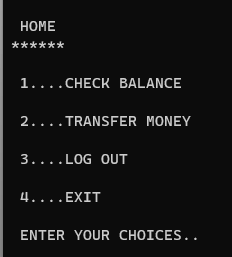 HOME
******
1....CHECK BALANCE
2....TRANSFER MONEY
3....LOG OUT
4....EXIT
ENTER YOUR CHOICES..